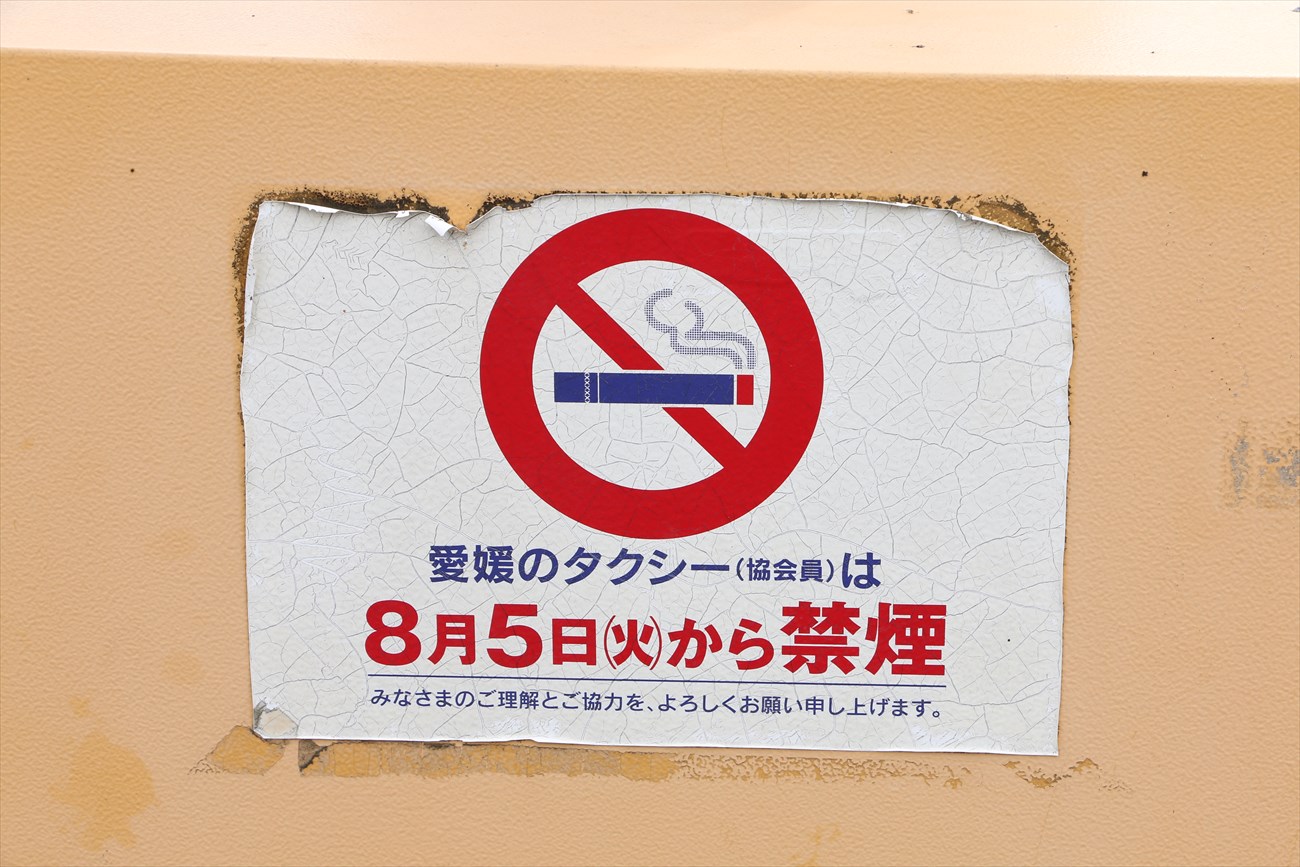 愛媛のタクシー(協会員)は
8月5日(火)から禁煙
みなさまのご理解とご協力を、よろしくお願い申し上げます。